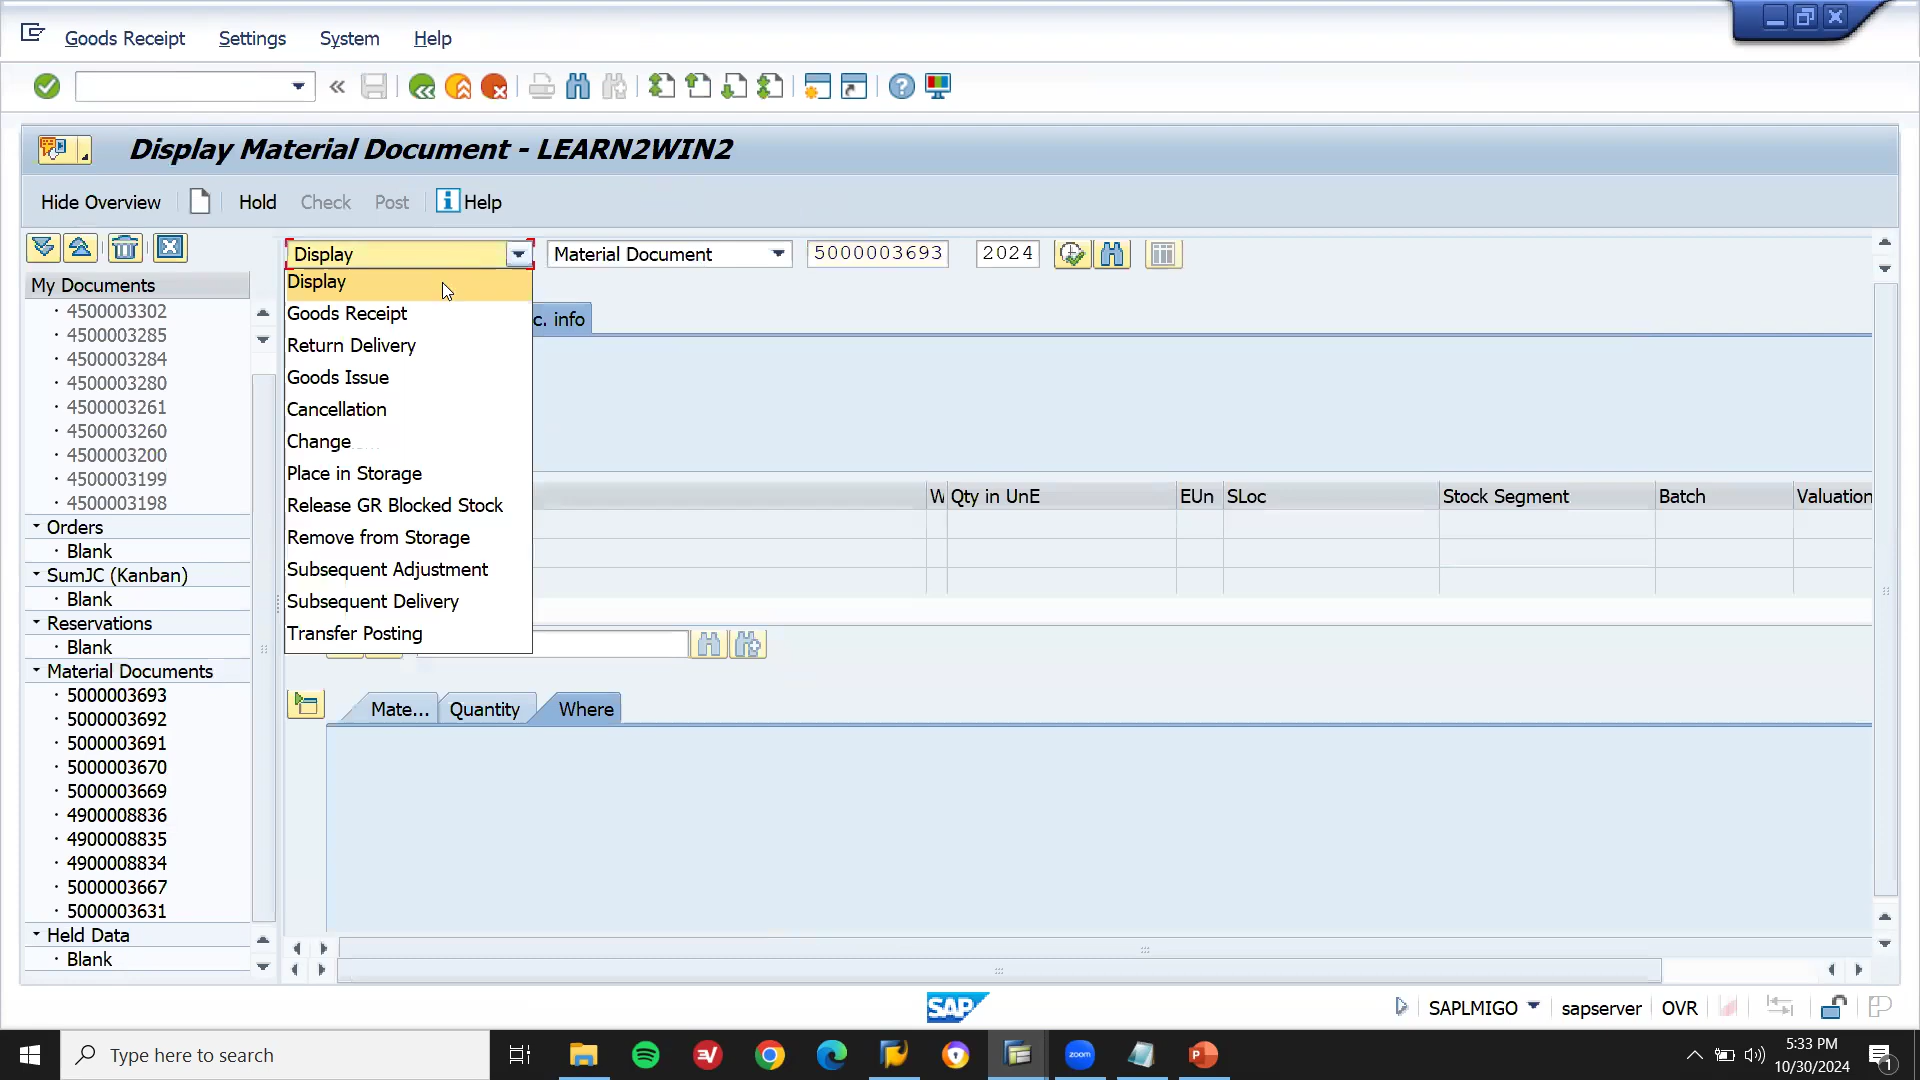 Goods Receipt Settings System Help
Display Material Document - LEARN2WIN2
Hide Overview Hold Check Post Help
Display Material Document 5000003693 2024
My Documents
4500003302
4500003285
4500003284
4500003280
4500003261
4500003260
4500003200
4500003199
4500003198
Orders
Blank
SumJC (Kanban)
Blank
Reservations
Blank
Material Documents
5000003693
5000003692
5000003691
5000003670
5000003669
4900008836
4900008835
4900008834
5000003667
5000003631
Held Data
Blank
Display
Goods Receipt
Return Delivery
Goods Issue
Cancellation
Change
Place in Storage
Release GR Blocked Stock
Remove from Storage
Subsequent Adjustment
Subsequent Delivery
Transfer Posting
c. info
W Qty in UnE EUn SLoc Stock Segment Batch Valuation
Mate... Quantity Where
SAP
SAPLMIGO sapserver OVR
Type here to search
zoom
5:33 PM
10/30/2024
1